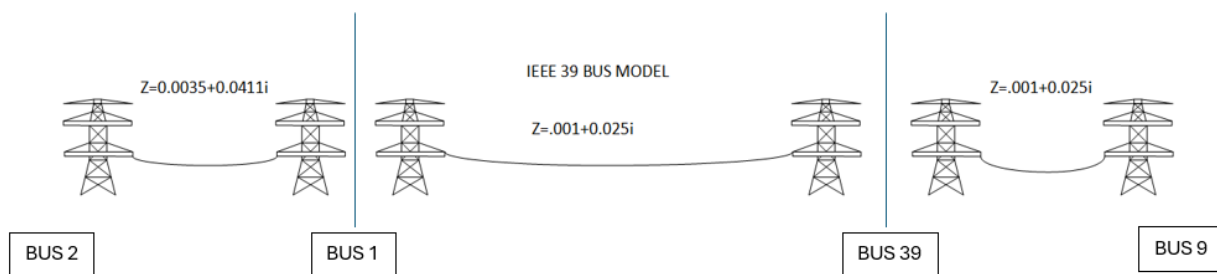 IEEE 39 BUS MODEL
Z=0.0035+0.0411i
Z=.001+0.025i
Z=.001+0.025i
BUS 2
BUS 1
BUS 39
BUS 9